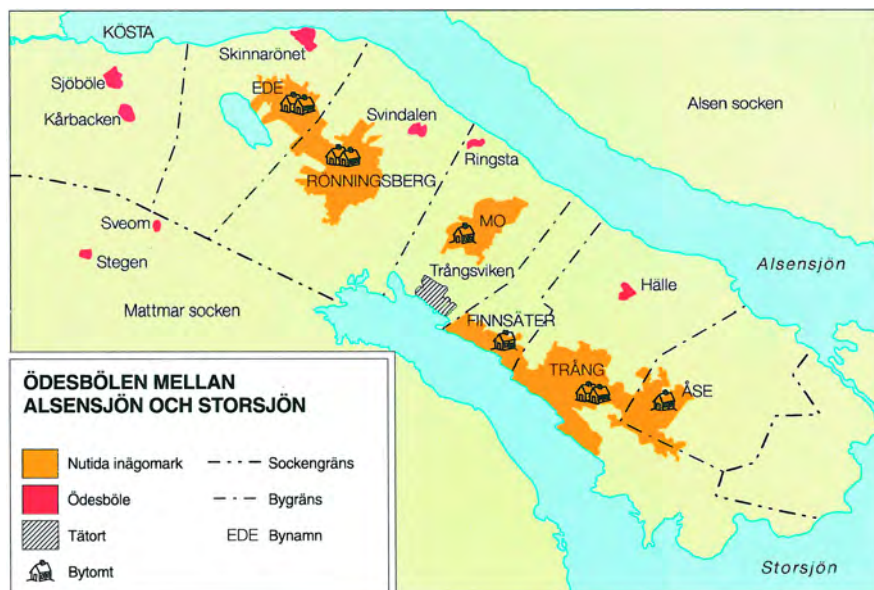 KÖSTA
Skinnarönet
Sjöböle
EDE
Kårbacken
Svindalen
Alsen socken
Ringsta
RÖNNINGSBERG
Sveom
MO
Stegen
Trångsviken
Alsensjön
Hälle
Mattmar socken
FINNSÄTER
TRÅNG
ÅSE
Storsjön
ÖDESBÖLEN MELLAN
ALSENSJÖN OCH STORSJÖN
Nutida inägomark
Sockengräns
Ödesböle
Bygräns
Tätort
EDE Bynamn
Bytomt